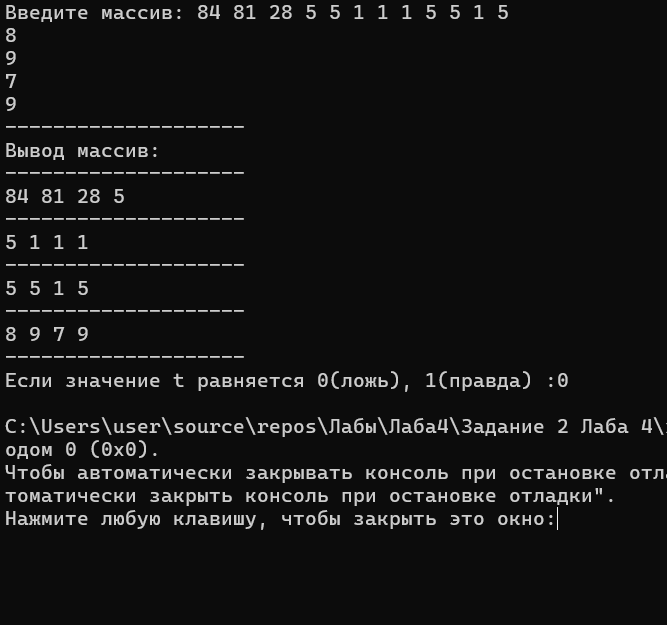 Введите массив: 84 81 28 5 5 1 1 1 5 5 1 5
8
9
7
9
--------------------
Вывод массив:
--------------------
84 81 28 5
--------------------
5 1 1 1
--------------------
5 5 1 5
--------------------
8 9 7 9
--------------------
Если значение t равняется 0(ложь), 1(правда) :0
C:\Users\user\source\repos\Лабы\Лаба4\Задание 2 Лаба 4\
одом 0 (0x0).
Чтобы автоматически закрывать консоль при остановке
томатически закрыть консоль при остановке отладки".
Нажмите любую клавишу, чтобы закрыть это окно: